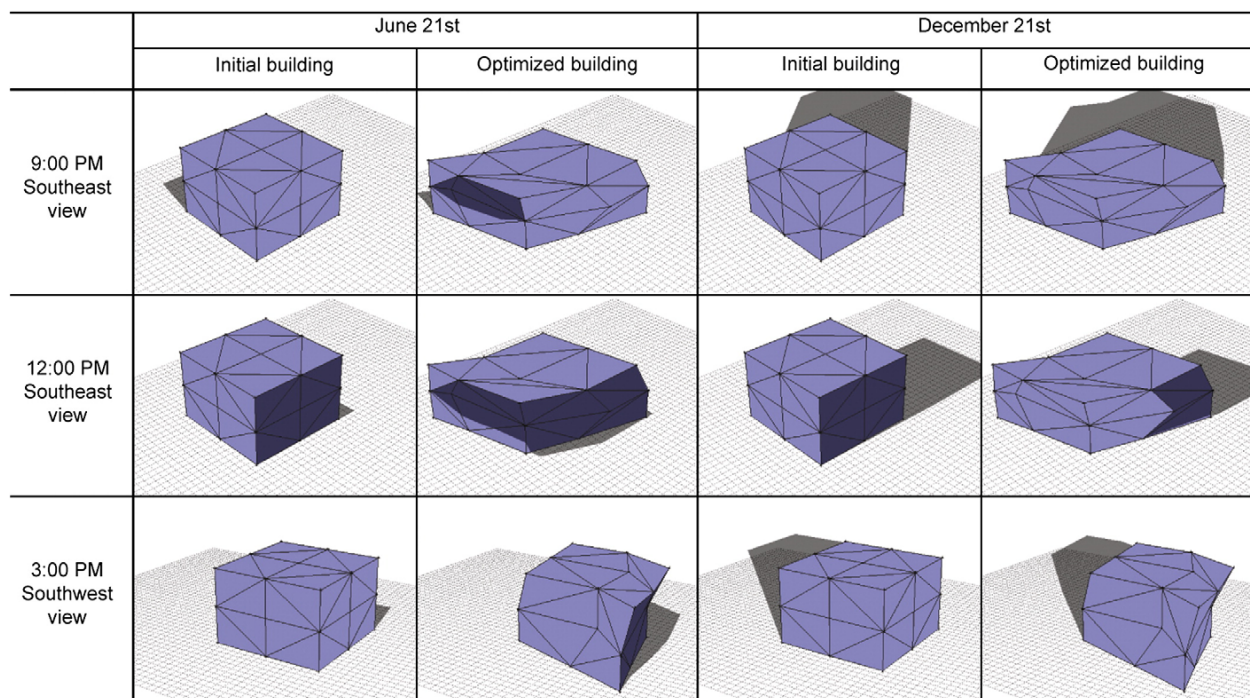 June 21st
December 21st
Initial building
Optimized building
Initial building
Optimized building
9:00 PM
Southeast
view
12:00 PM
Southeast
view
3:00 PM
Southwest
view